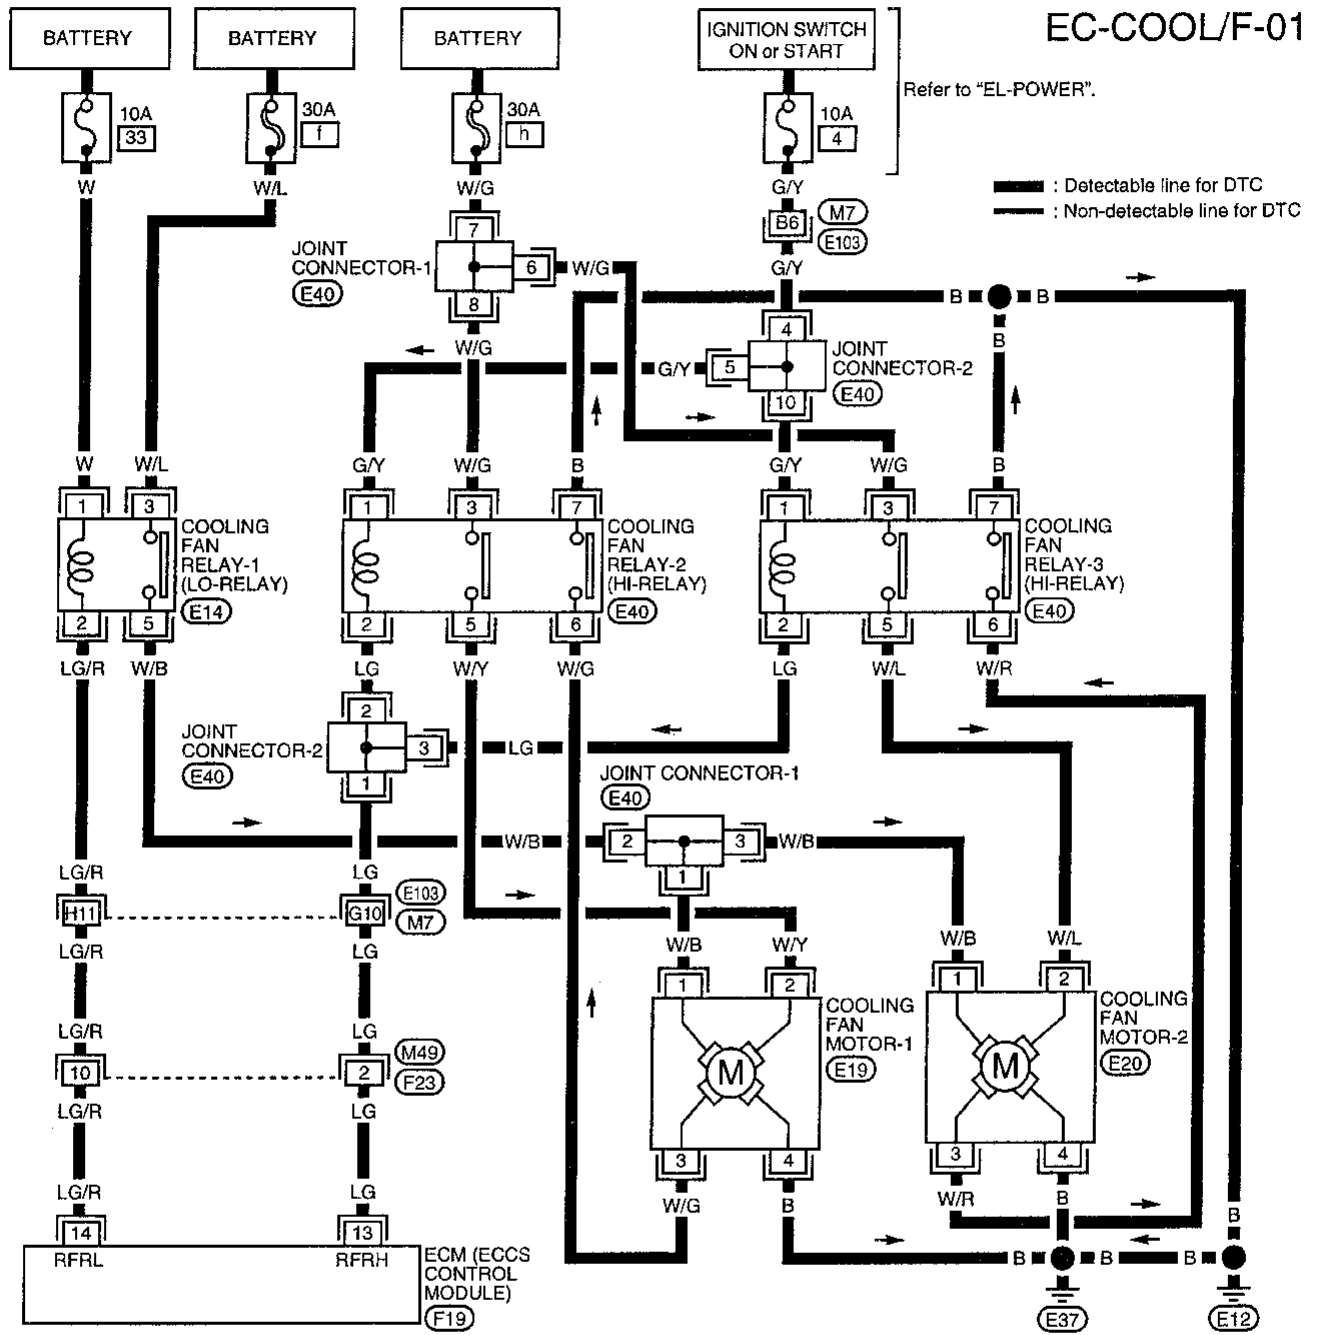 EC-COOL/F-01
BATTERY
BATTERY
BATTERY
IGNITION SWITCH
ON or START
Refer to "EL-POWER".
10A
33
30A
f
30A
h
10A
4
: Detectable line for DTC
: Non-detectable line for DTC
W
W/L
W/G
G/Y
B6
M7
E103
G/Y
JOINT
CONNECTOR-1
E40
7
6
8
W/G
W/G
B
B
B
G/Y
5
4
10
JOINT
CONNECTOR-2
E40
W
W/L
G/Y
W/G
B
G/Y
W/G
B
1
3
1
3
7
1
3
7
COOLING
FAN
RELAY-1
(LO-RELAY)
E14
COOLING
FAN
RELAY-2
(HI-RELAY)
E40
COOLING
FAN
RELAY-3
(HI-RELAY)
E40
2
5
2
5
6
2
5
6
LG/R
W/B
LG
W/Y
W/G
LG
W/L
W/R
JOINT
CONNECTOR-2
E40
2
3
1
LG
JOINT CONNECTOR-1
E40
W/B
2
3
1
W/B
LG/R
LG
H11
G10
E103
M7
LG/R
LG
W/B
W/Y
W/B
W/L
1
2
1
2
M
M
COOLING
FAN
MOTOR-1
E19
COOLING
FAN
MOTOR-2
E20
LG/R
LG
10
2
M49
F23
LG/R
LG
3
4
3
4
W/G
B
W/R
B
B
LG/R
LG
14
13
RFRL
RFRH
ECM (ECCS
CONTROL
MODULE)
F19
B
B
B
E37
E12